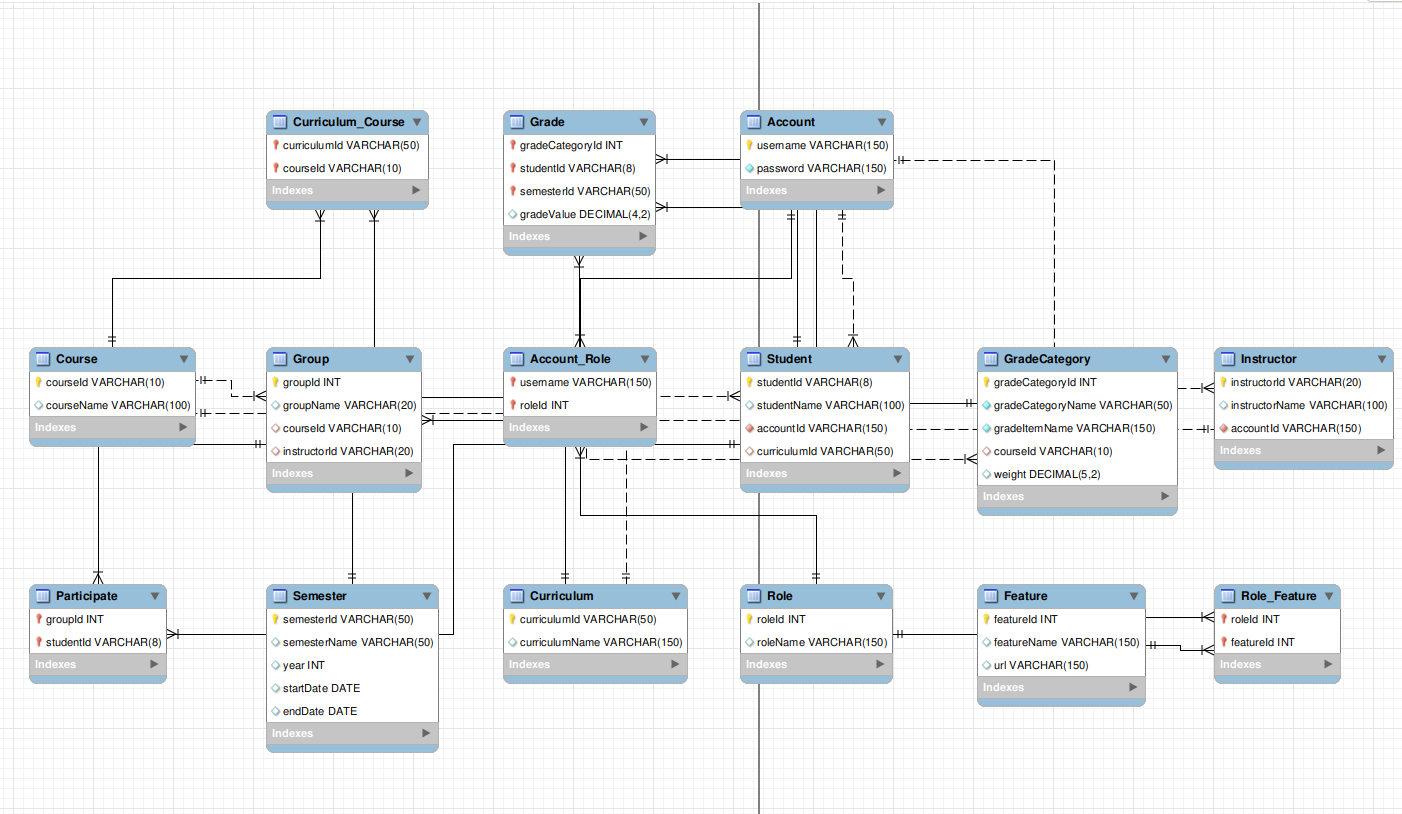 Curriculum_Course
curriculumId VARCHAR(50)
courseId VARCHAR(10)
Indexes
Grade
gradeCategoryId INT
studentId VARCHAR(8)
semesterId VARCHAR(50)
gradeValue DECIMAL(4,2)
Indexes
Account
username VARCHAR(150)
password VARCHAR(150)
Indexes
Course
courseId VARCHAR(10)
courseName VARCHAR(100)
Indexes
Group
groupId INT
groupName VARCHAR(20)
courseId VARCHAR(10)
instructorId VARCHAR(20)
Indexes
Account_Role
username VARCHAR(150)
roleId INT
Indexes
Student
studentId VARCHAR(8)
studentName VARCHAR(100)
accountId VARCHAR(150)
curriculumId VARCHAR(50)
Indexes
GradeCategory
gradeCategoryId INT
gradeCategoryName VARCHAR(50)
gradeItemName VARCHAR(150)
courseId VARCHAR(10)
weight DECIMAL(5,2)
Indexes
Instructor
instructorId VARCHAR(20)
instructorName VARCHAR(100)
accountId VARCHAR(150)
Indexes
Participate
groupId INT
studentId VARCHAR(8)
Indexes
Semester
semesterId VARCHAR(50)
semesterName VARCHAR(50)
year INT
startDate DATE
endDate DATE
Indexes
Curriculum
curriculumId VARCHAR(50)
curriculumName VARCHAR(150)
Indexes
Role
roleId INT
roleName VARCHAR(150)
Indexes
Feature
featureId INT
featureName VARCHAR(150)
url VARCHAR(150)
Indexes
Role_Feature
roleId INT
featureId INT
Indexes